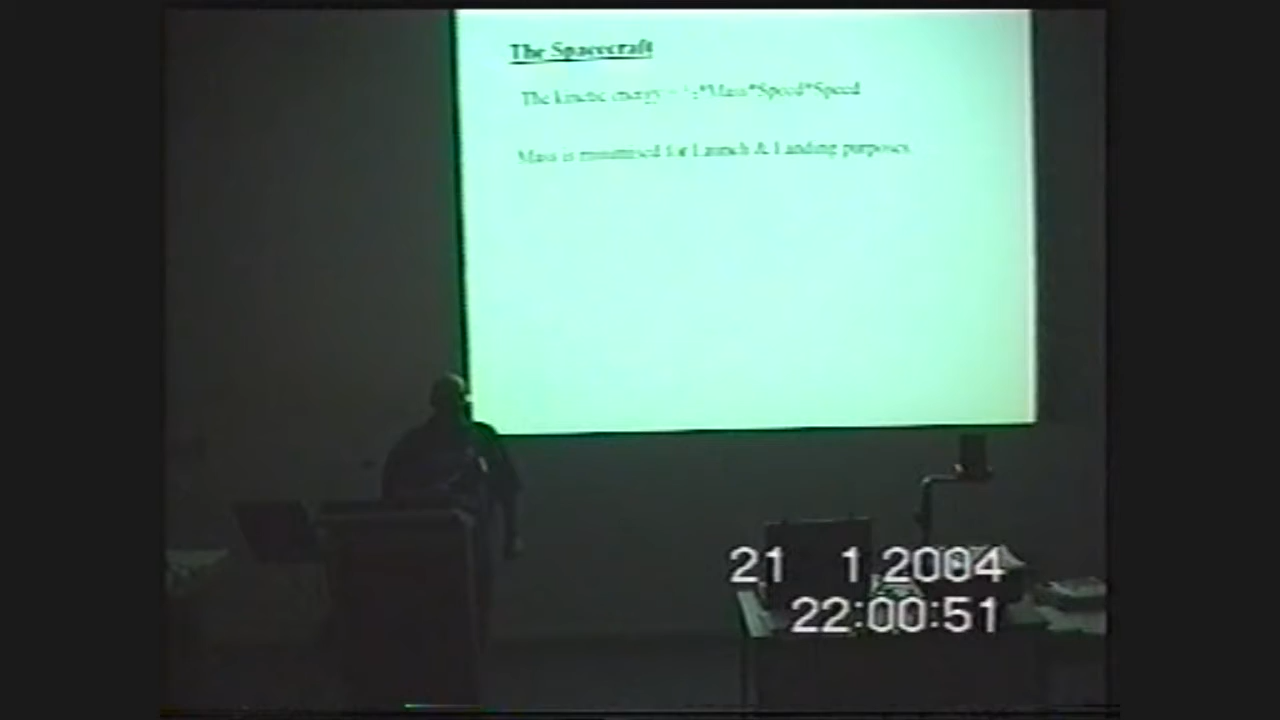 The Spacecraft
The kinetic energy = ½*Mass*Speed*Speed
Mass is minimised for Launch & Landing purposes.
21 1.2004
22:00:51